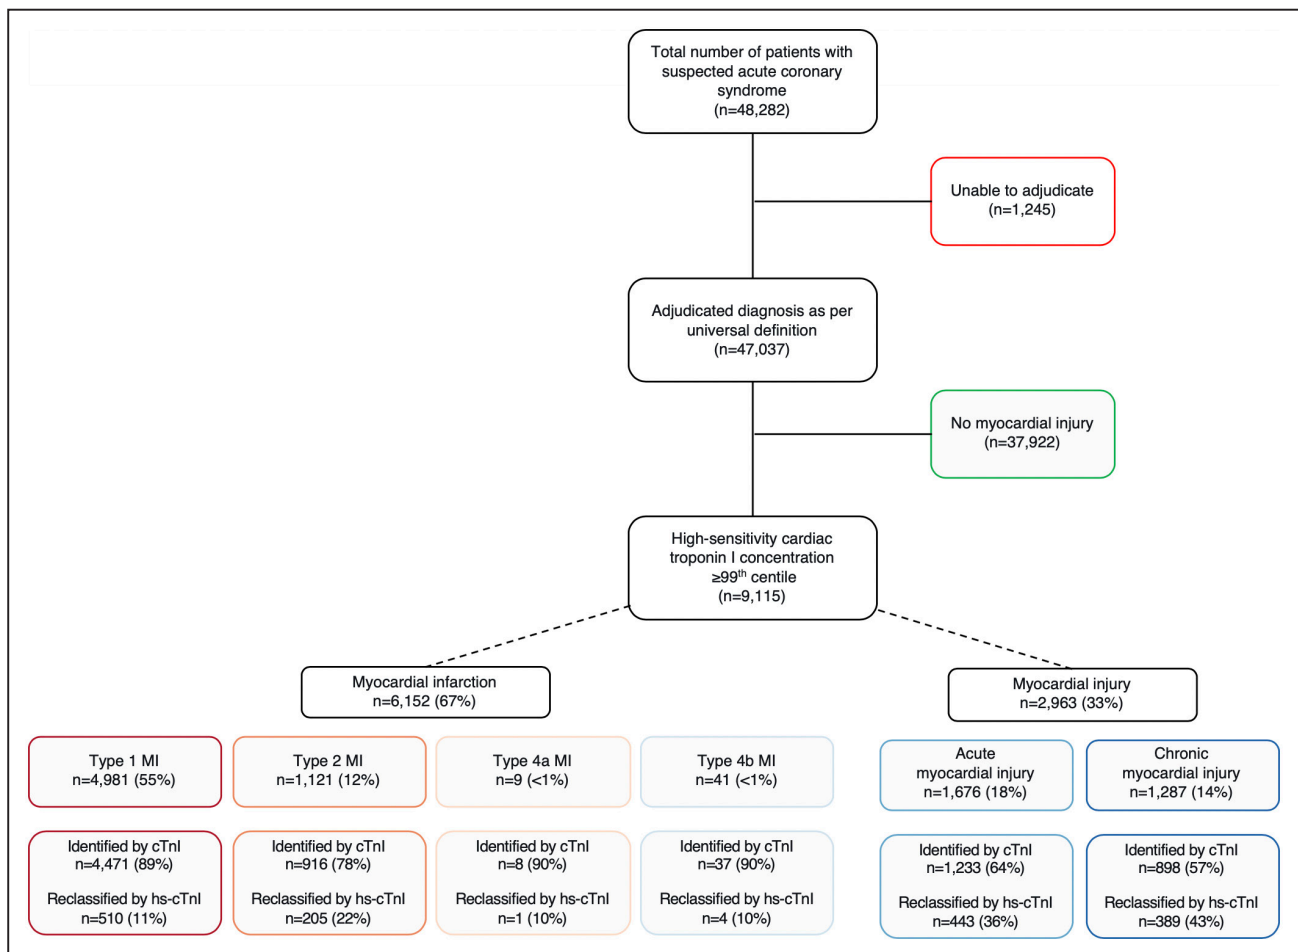 Total number of patients with
suspected acute coronary
syndrome
(n=48,282)
Unable to adjudicate
(n=1,245)
Adjudicated diagnosis as per
universal definition
(n=47,037)
No myocardial injury
(n=37,922)
High-sensitivity cardiac
troponin I concentration
≥99th centile
(n=9,115)
Myocardial infarction
n=6,152 (67%)
Myocardial injury
n=2,963 (33%)
Type 1 MI
n=4,981 (55%)
Type 2 MI
n=1,121 (12%)
Type 4a MI
n=9 (<1%)
Type 4b MI
n=41 (<1%)
Acute
myocardial injury
n=1,676 (18%)
Chronic
myocardial injury
n=1,287 (14%)
Identified by cTnI
n=4,471 (89%)
Reclassified by hs-cTnI
n=510 (11%)
Identified by cTnI
n=916 (78%)
Reclassified by hs-cTnI
n=205 (22%)
Identified by cTnI
n=8 (90%)
Reclassified by hs-cTnI
n=1 (10%)
Identified by cTnI
n=37 (90%)
Reclassified by hs-cTnI
n=4 (10%)
Identified by cTnI
n=1,233 (64%)
Reclassified by hs-cTnI
n=443 (36%)
Identified by cTnI
n=898 (57%)
Reclassified by hs-cTnI
n=389 (43%)